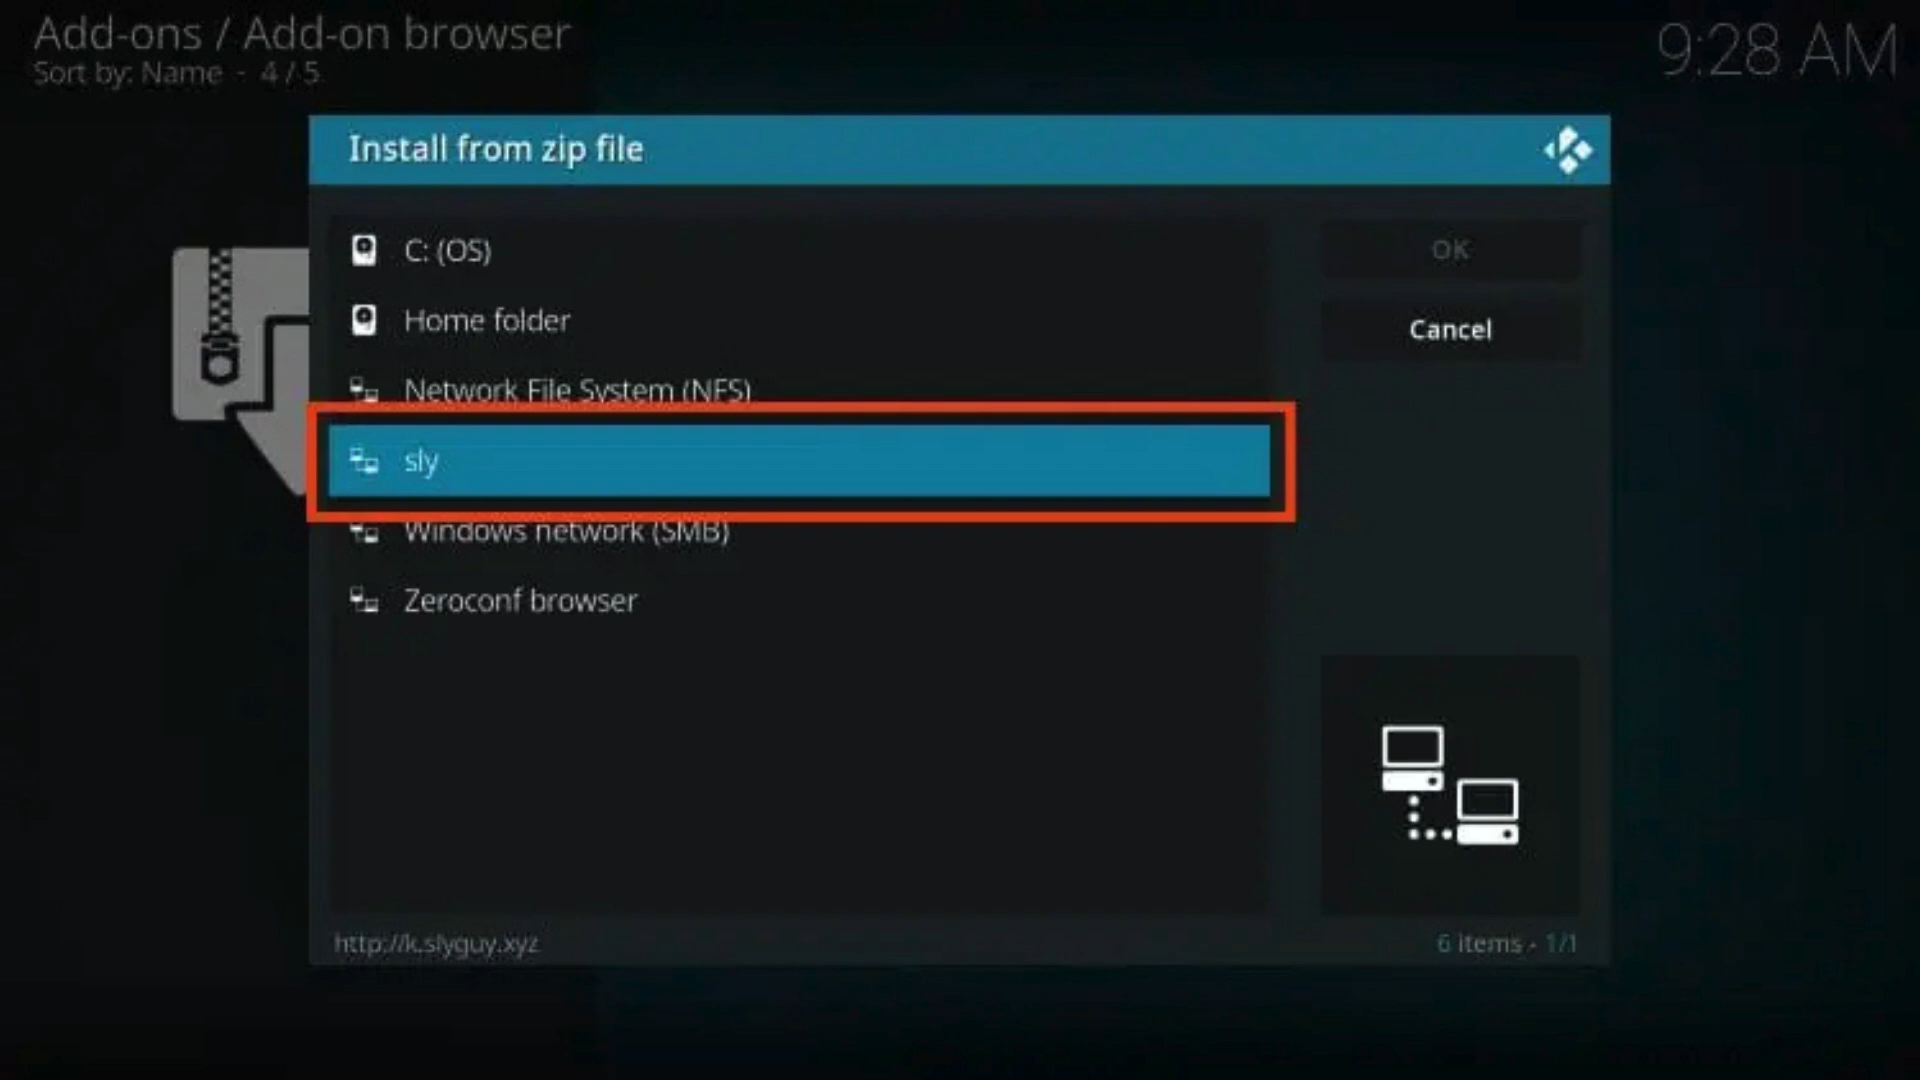 Add-ons / Add-on browser
Sort by: Name - 4 / 5
9:28 AM
Install from zip file
C: (OS)
Home folder
Network File System (NFS)
sly
Windows network (SMB)
Zeroconf browser
OK
Cancel
http://k.slyguy.xyz
6 items - 1/1